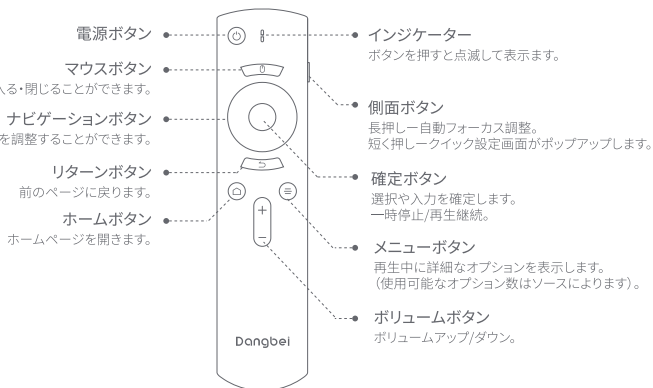 電源ボタン
マウスボタン
入る・閉じることができます。
ナビゲーションボタン
を調整することができます。
リターンボタン
前のページに戻ります。
ホームボタン
ホームページを開きます。
インジケーター
ボタンを押すと点滅して表示ます。
側面ボタン
長押しー自動フォーカス調整。
短く押しークイック設定画面がポップアップします。
確定ボタン
選択や入力を確定します。
一時停止/再生継続。
メニューボタン
再生中に詳細なオプションを表示します。
（使用可能なオプション数はソースによります）。
ボリュームボタン
ボリュームアップ/ダウン。
Dangbei